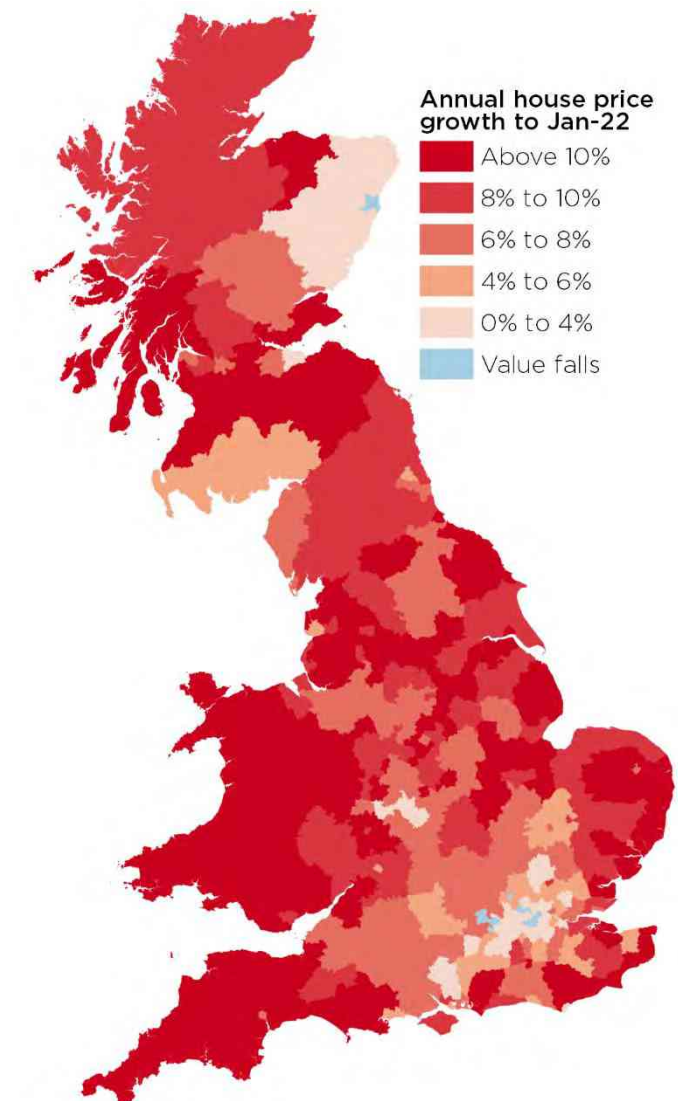 Annual house price
growth to Jan-22
Above 10%
8% to 10%
6% to 8%
4% to 6%
0% to 4%
Value falls